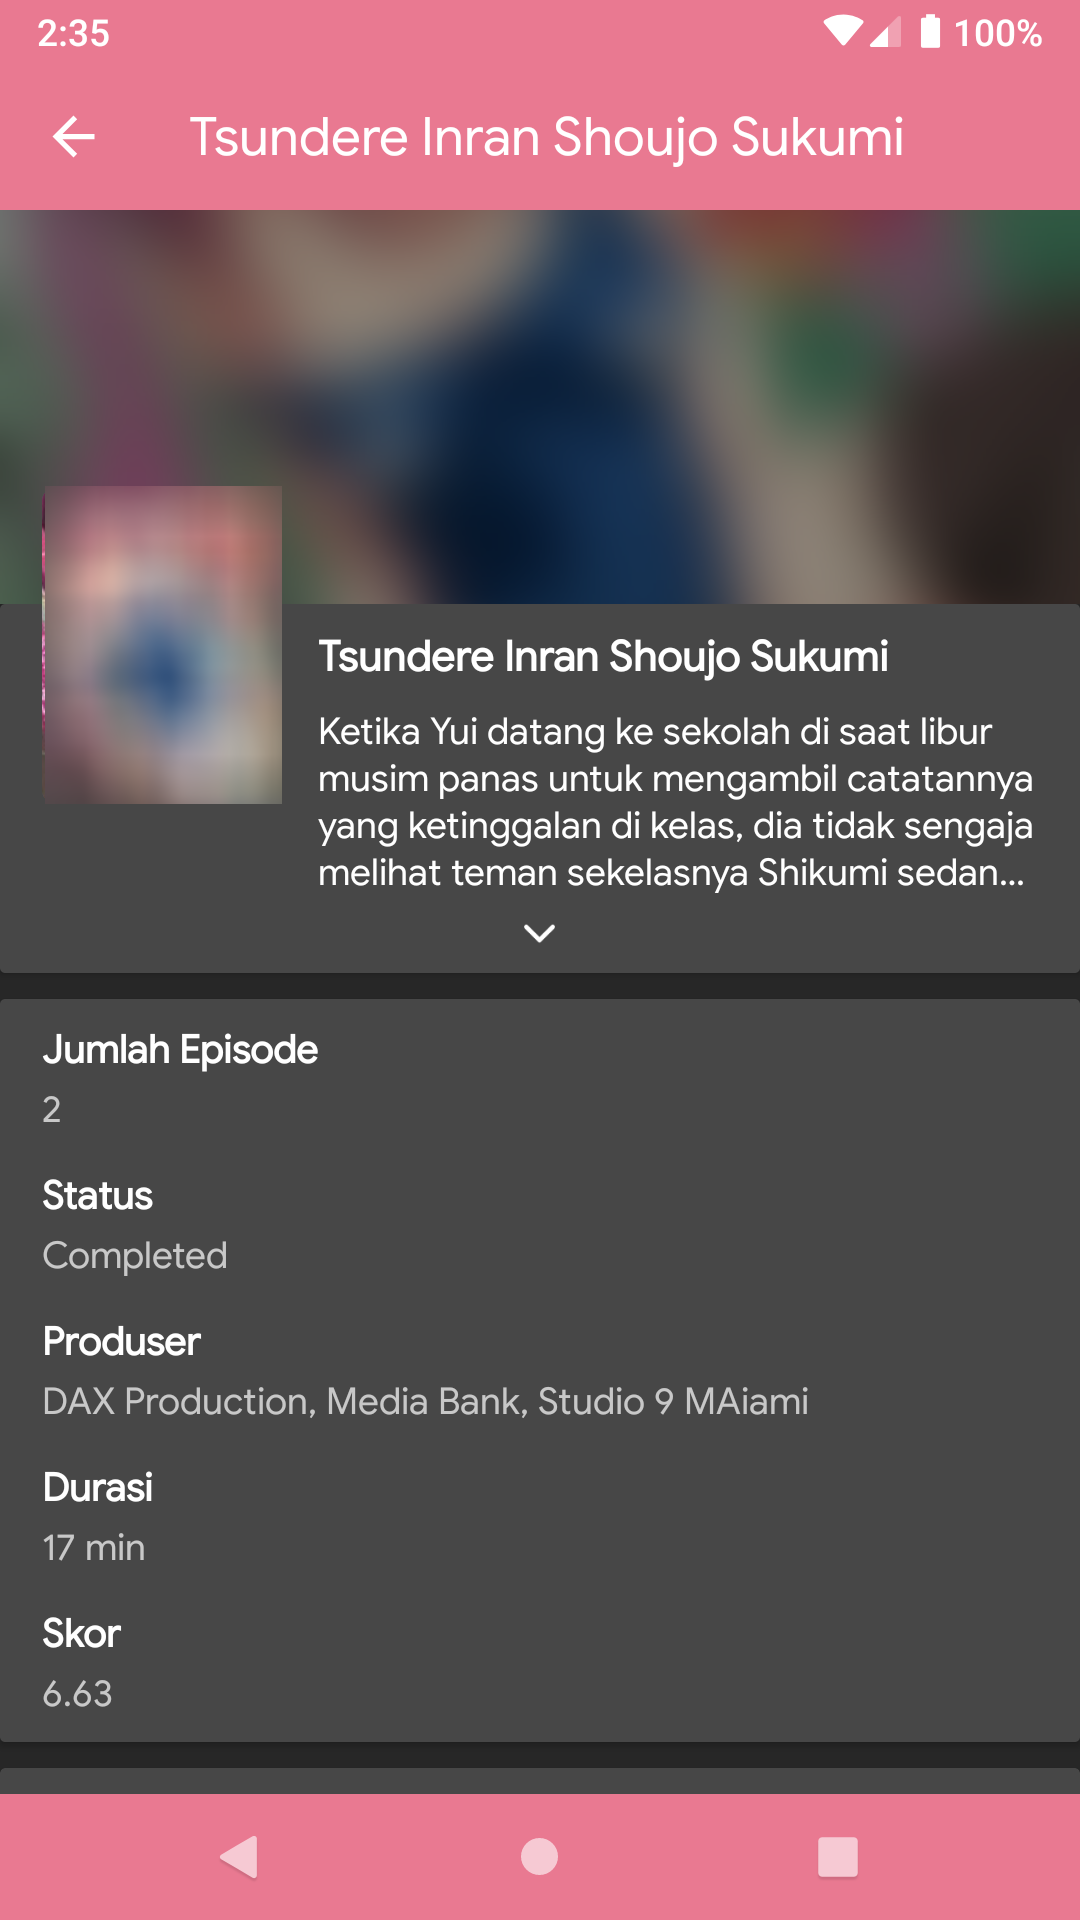 2:35
100%
Tsundere Inran Shoujo Sukumi
Tsundere Inran Shoujo Sukumi
Ketika Yui datang ke sekolah di saat libur
musim panas untuk mengambil catatannya
yang ketinggalan di kelas, dia tidak sengaja
melihat teman sekelasnya Shikumi sedan...
Jumlah Episode
2
Status
Completed
Produser
DAX Production, Media Bank, Studio 9 MAiami
Durasi
17 min
Skor
6.63